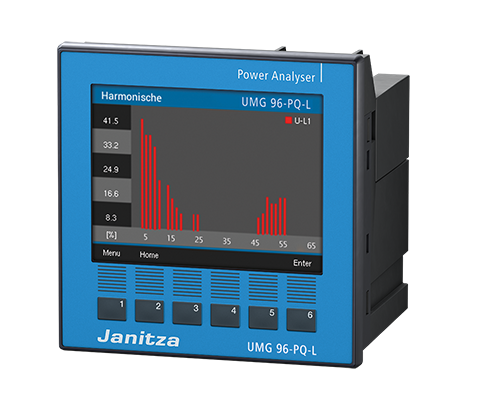 Power Analyser
Harmonische UMG 96-PQ-L
U-L1
41.5
33.2
24.9
16.6
8.3
[%] 5 15 25 35 45 55 65
Menu Home Enter
1 2 3 4 5 6
Janitza
UMG 96-PQ-L